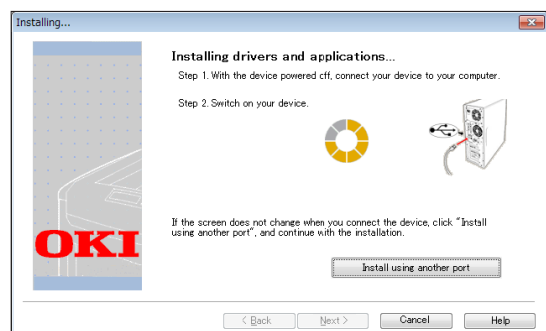 Installing...
Installing drivers and applications...
Step 1. With the device powered off, connect your device to your computer.
Step 2. Switch on your device.
If the screen does not change when you connect the device, click "Install
using another port", and continue with the installation.
OKI
Install using another port
< Back Next > Cancel Help